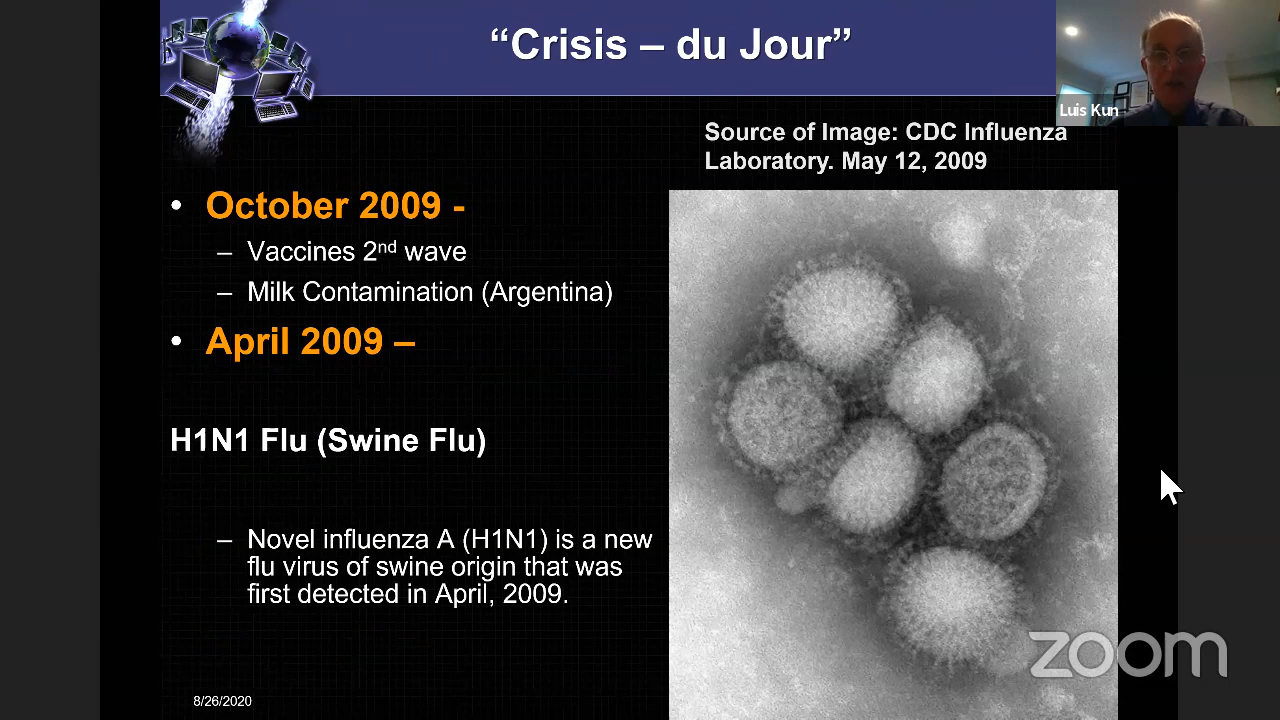 “Crisis – du Jour”
Luis Kun
Source of Image: CDC Influenza
Laboratory. May 12, 2009
• October 2009 -
– Vaccines 2nd wave
– Milk Contamination (Argentina)
• April 2009 –
H1N1 Flu (Swine Flu)
– Novel influenza A (H1N1) is a new
flu virus of swine origin that was
first detected in April, 2009.
zoom
8/26/2020